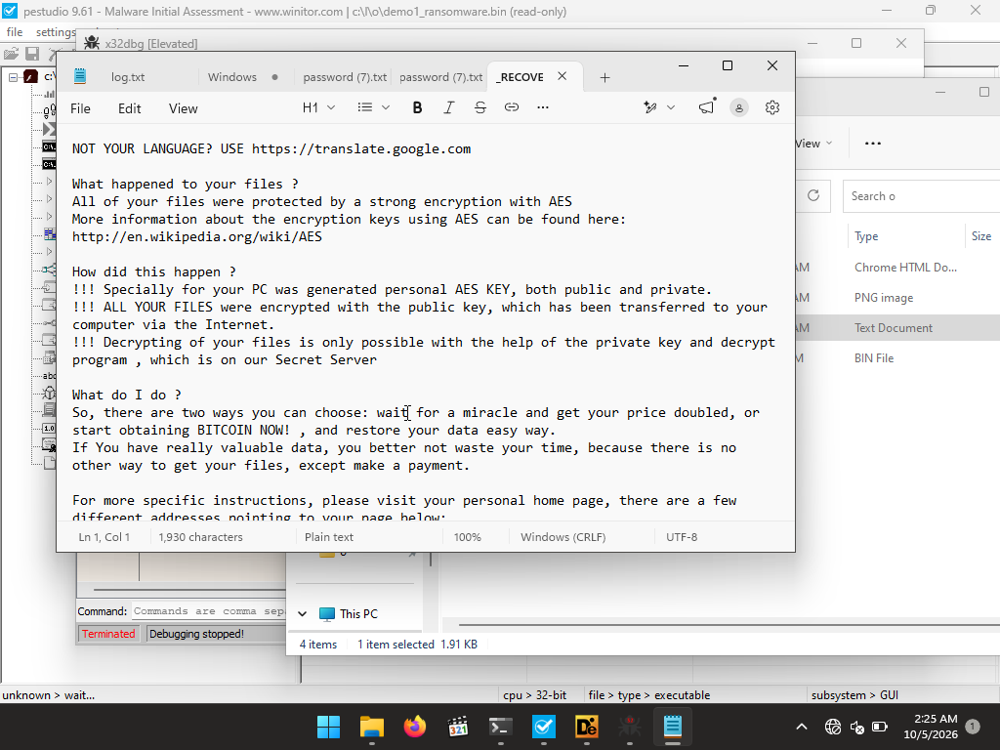 pestudio 9.61 - Malware Initial Assessment - www.winitor.com | c:\l\o\demo1_ransomware.bin (read-only)
file settings
x32dbg [Elevated]
log.txt Windows password (7).txt password (7).txt _RECOVE
File Edit View H1
NOT YOUR LANGUAGE? USE https://translate.google.com
What happened to your files ?
All of your files were protected by a strong encryption with AES
More information about the encryption keys using AES can be found here:
http://en.wikipedia.org/wiki/AES
How did this happen ?
!!! Specially for your PC was generated personal AES KEY, both public and private.
!!! ALL YOUR FILES were encrypted with the public key, which has been transferred to your
computer via the Internet.
!!! Decrypting of your files is only possible with the help of the private key and decrypt
program , which is on our Secret Server
What do I do ?
So, there are two ways you can choose: wait for a miracle and get your price doubled, or
start obtaining BITCOIN NOW! , and restore your data easy way.
If You have really valuable data, you better not waste your time, because there is no
other way to get your files, except make a payment.
For more specific instructions, please visit your personal home page, there are a few
different addresses pointing to your page below:
Ln 1, Col 1 1,930 characters Plain text 100% Windows (CRLF) UTF-8
View
Search o
Type Size
AM Chrome HTML Do...
AM PNG image
AM Text Document
M BIN File
c:\
abc
1.0
This PC
4 items 1 item selected 1.91 KB
Command: Commands are comma sep
Terminated Debugging stopped!
unknown > wait... cpu > 32-bit file > type > executable subsystem > GUI
321
De
2:25 AM
10/5/2026
1